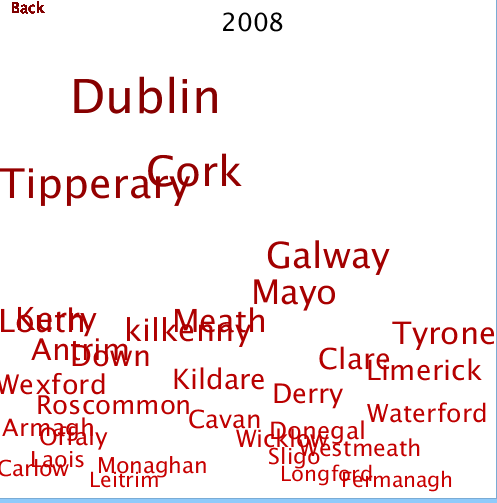 Back
2008
Dublin
Cork
Tipperary
Galway
Mayo
Louth
Kerry
Meath
kilkenny
Tyrone
Antrim
Down
Clare
Limerick
Wexford
Kildare
Derry
Roscommon
Waterford
Cavan
Armagh
Offaly
Donegal
Wicklow
Westmeath
Sligo
Laois
Carlow
Monaghan
Longford
Leitrim
Fermanagh